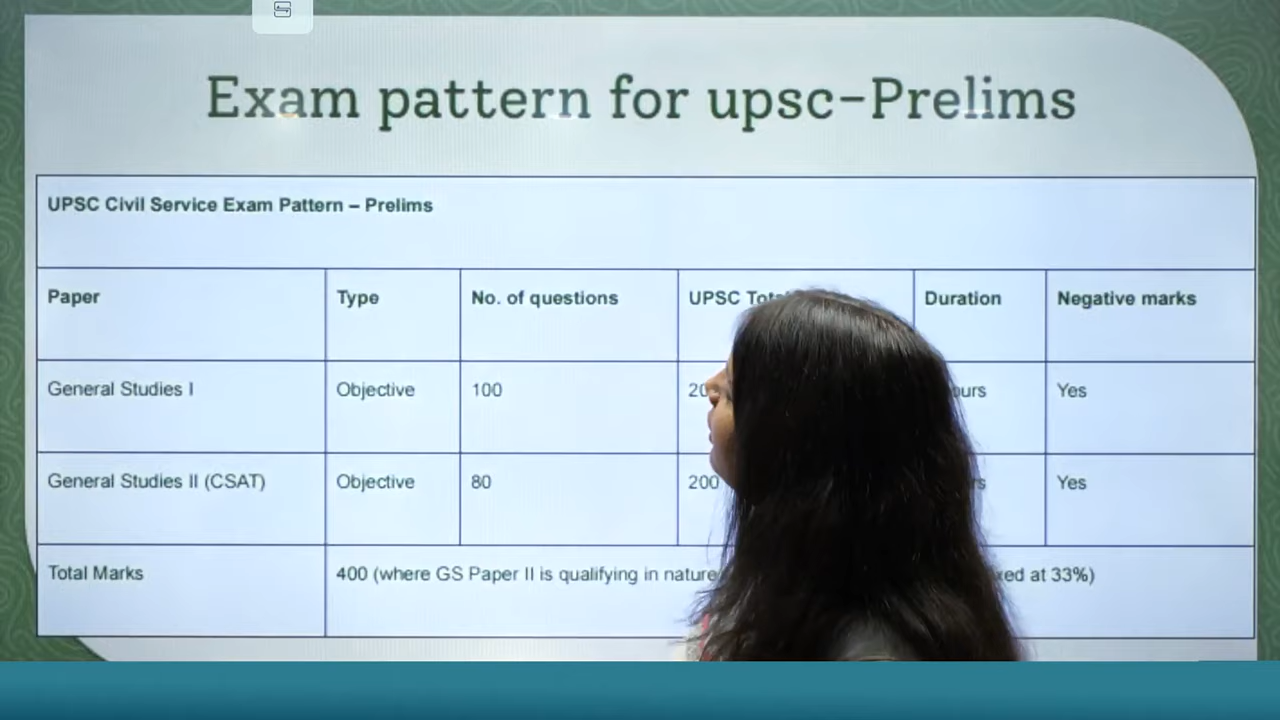 Exam pattern for upsc-Prelims
UPSC Civil Service Exam Pattern – Prelims
Paper Type No. of questions UPSC Duration Negative marks
General Studies I Objective 100 Yes
General Studies II (CSAT) Objective 80 200 Yes
Total Marks 400 (where GS Paper II is qualifying in nature at 33%)